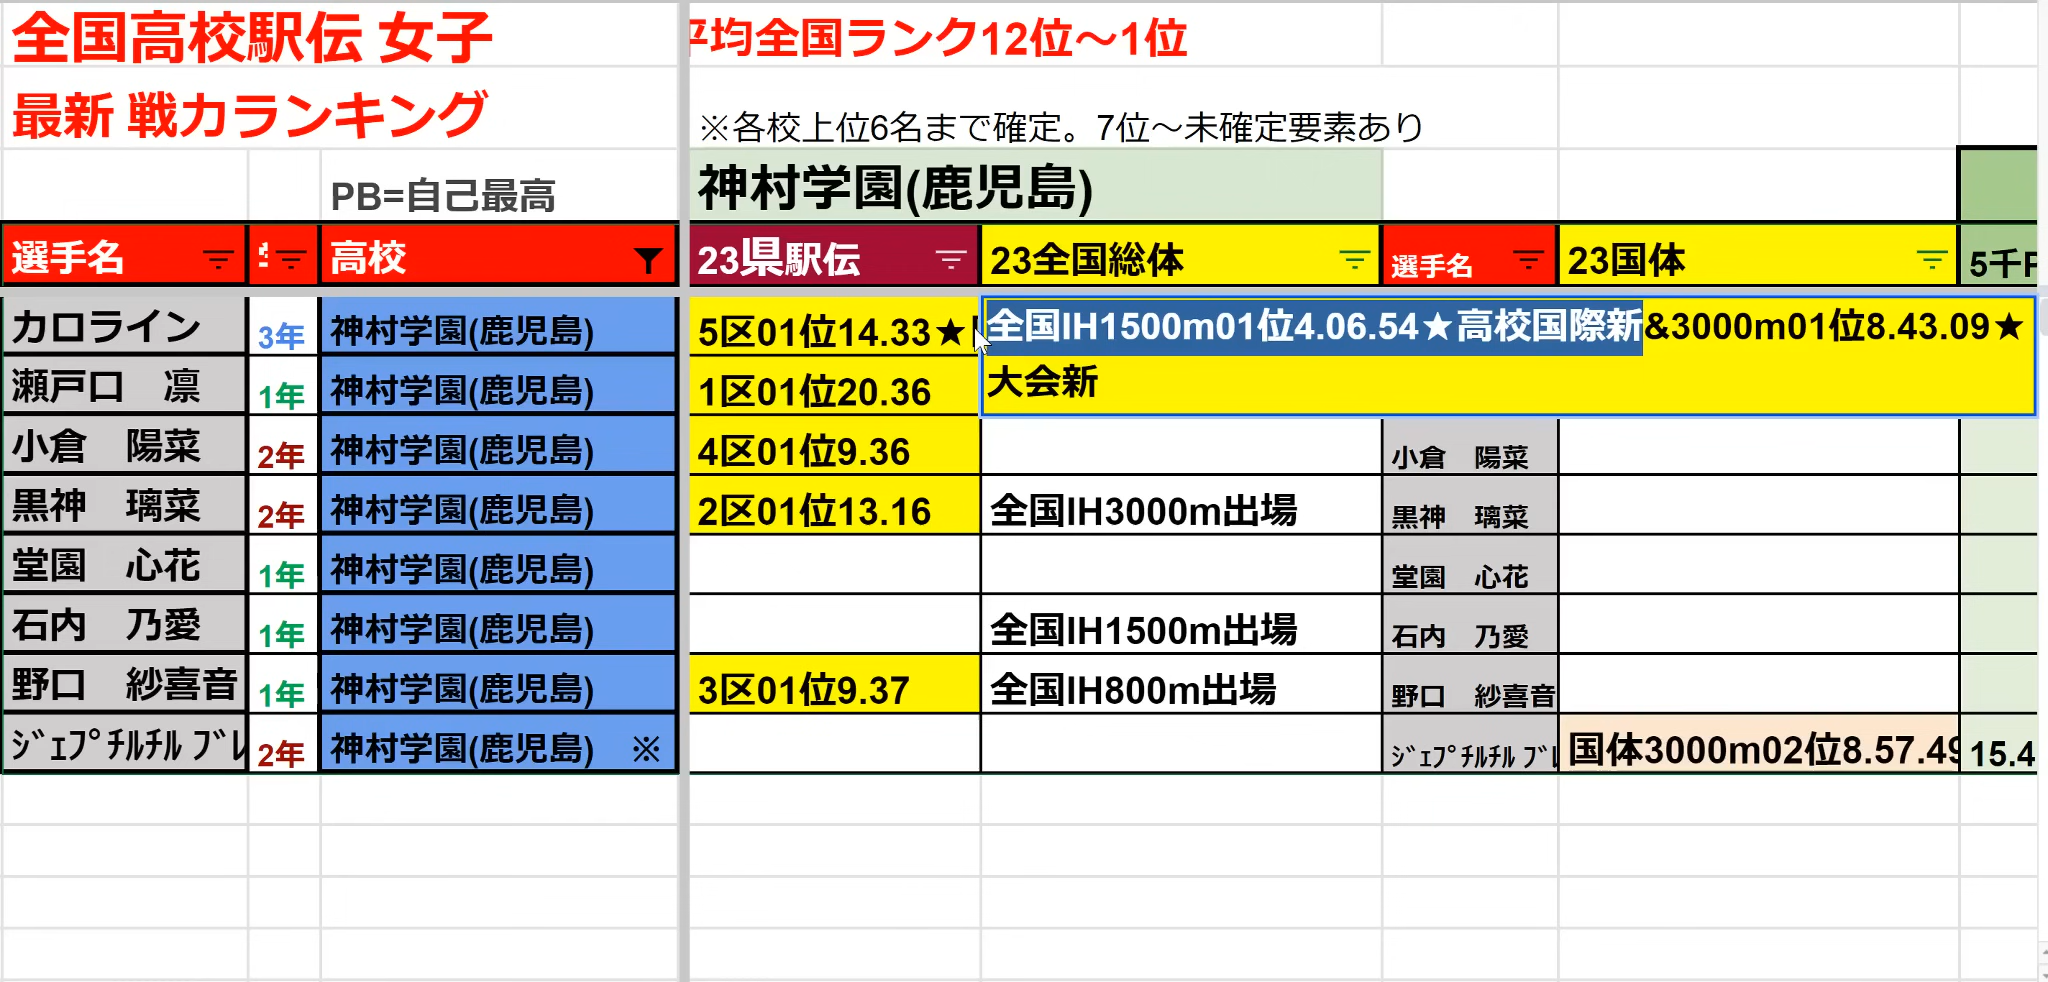 全国高校駅伝 女子
平均全国ランク12位〜1位
最新 戦力ランキング
※各校上位6名まで確定。7位〜未確定要素あり
PB=自己最高
神村学園(鹿児島)
選手名 高校 23県駅伝 23全国総体 選手名 23国体 5千P
カロライン 3年 神村学園(鹿児島) 5区01位14.33★ 全国IH1500m01位4.06.54★高校国際新&3000m01位8.43.09★
大会新
瀬戸口 凛 1年 神村学園(鹿児島) 1区01位20.36
小倉 陽菜 2年 神村学園(鹿児島) 4区01位9.36 小倉 陽菜
黒神 璃菜 2年 神村学園(鹿児島) 2区01位13.16 全国IH3000m出場 黒神 璃菜
堂園 心花 1年 神村学園(鹿児島) 堂園 心花
石内 乃愛 1年 神村学園(鹿児島) 全国IH1500m出場 石内 乃愛
野口 紗喜音 1年 神村学園(鹿児島) 3区01位9.37 全国IH800m出場 野口 紗喜音
ｼﾞｪﾌﾟﾁﾙﾁﾙ ﾌﾞﾚ 2年 神村学園(鹿児島) ※ ｼﾞｪﾌﾟﾁﾙﾁﾙ ﾌﾞﾚ 国体3000m02位8.57.49 15.4